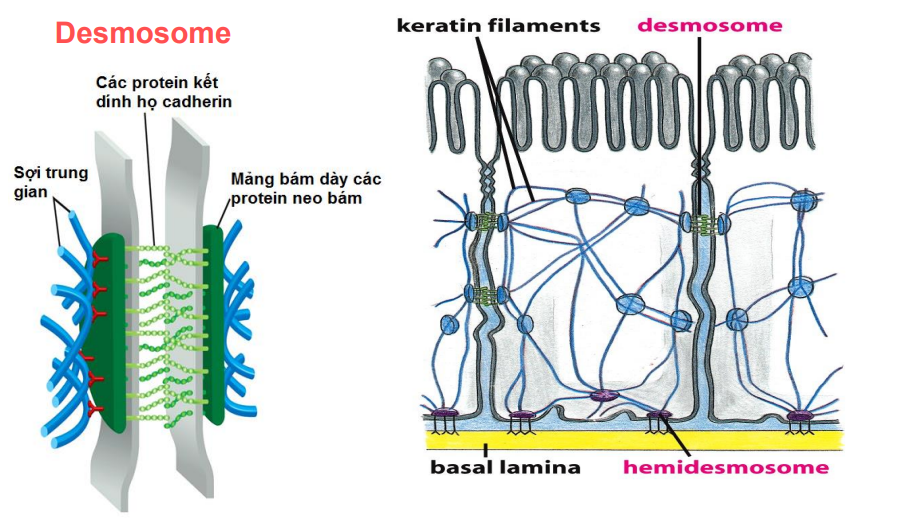 Desmosome
Các protein kết
dính họ cadherin
Sợi trung
gian
Mảng bám dày các
protein neo bám
keratin filaments
desmosome
basal lamina
hemidesmosome